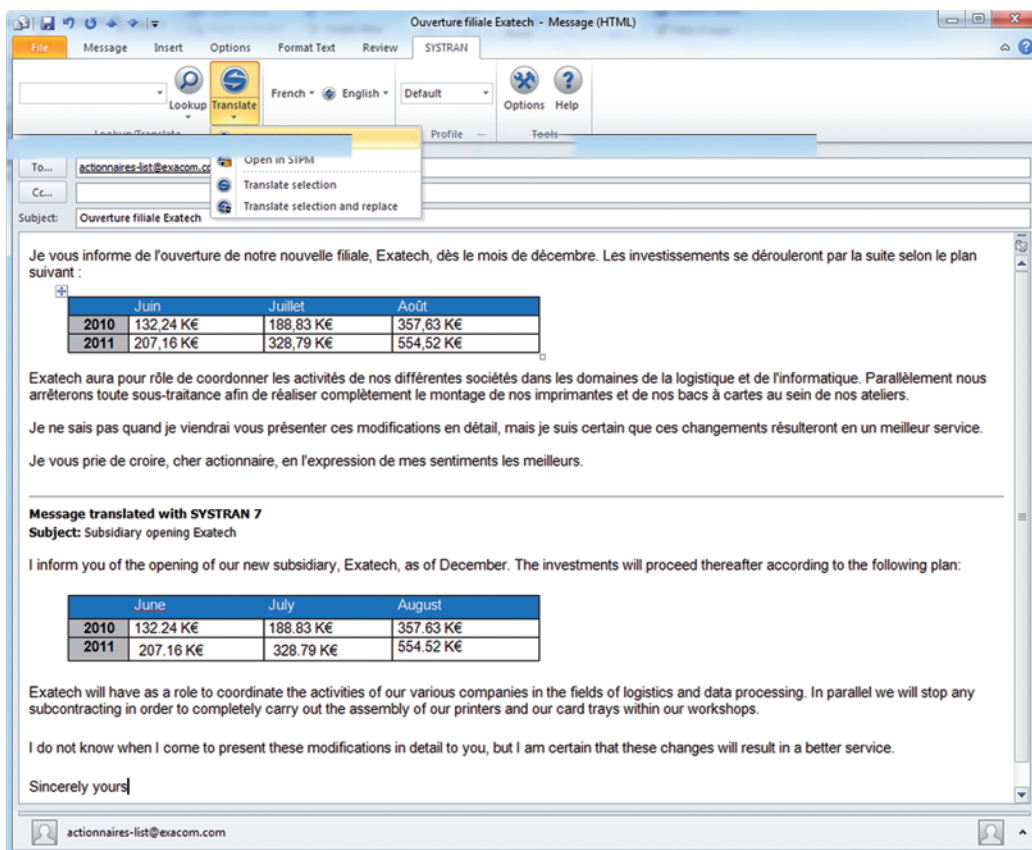 Ouverture filiale Exatech - Message (HTML)
File Message Insert Options Format Text Review SYSTRAN
Lookup Translate French English Default Options Help
Lookup/Translate Profile Tools
Open in STPM
To... actionnaires-list@exacom.co
Translate selection
Cc...
Translate selection and replace
Subject: Ouverture filiale Exatech
Je vous informe de l'ouverture de notre nouvelle filiale, Exatech, dès le mois de décembre. Les investissements se dérouleront par la suite selon le plan
suivant :
Juin Juillet Août
2010 132,24 K€ 188,83 K€ 357,63 K€
2011 207,16 K€ 328,79 K€ 554,52 K€
Exatech aura pour rôle de coordonner les activités de nos différentes sociétés dans les domaines de la logistique et de l'informatique. Parallèlement nous
arrêterons toute sous-traitance afin de réaliser complètement le montage de nos imprimantes et de nos bacs à cartes au sein de nos ateliers.
Je ne sais pas quand je viendrai vous présenter ces modifications en détail, mais je suis certain que ces changements résulteront en un meilleur service.
Je vous prie de croire, cher actionnaire, en l'expression de mes sentiments les meilleurs.
Message translated with SYSTRAN 7
Subject: Subsidiary opening Exatech
I inform you of the opening of our new subsidiary, Exatech, as of December. The investments will proceed thereafter according to the following plan:
June July August
2010 132.24 K€ 188.83 K€ 357.63 K€
2011 207.16 K€ 328.79 K€ 554.52 K€
Exatech will have as a role to coordinate the activities of our various companies in the fields of logistics and data processing. In parallel we will stop any
subcontracting in order to completely carry out the assembly of our printers and our card trays within our workshops.
I do not know when I come to present these modifications in detail to you, but I am certain that these changes will result in a better service.
Sincerely yours
actionnaires-list@exacom.com